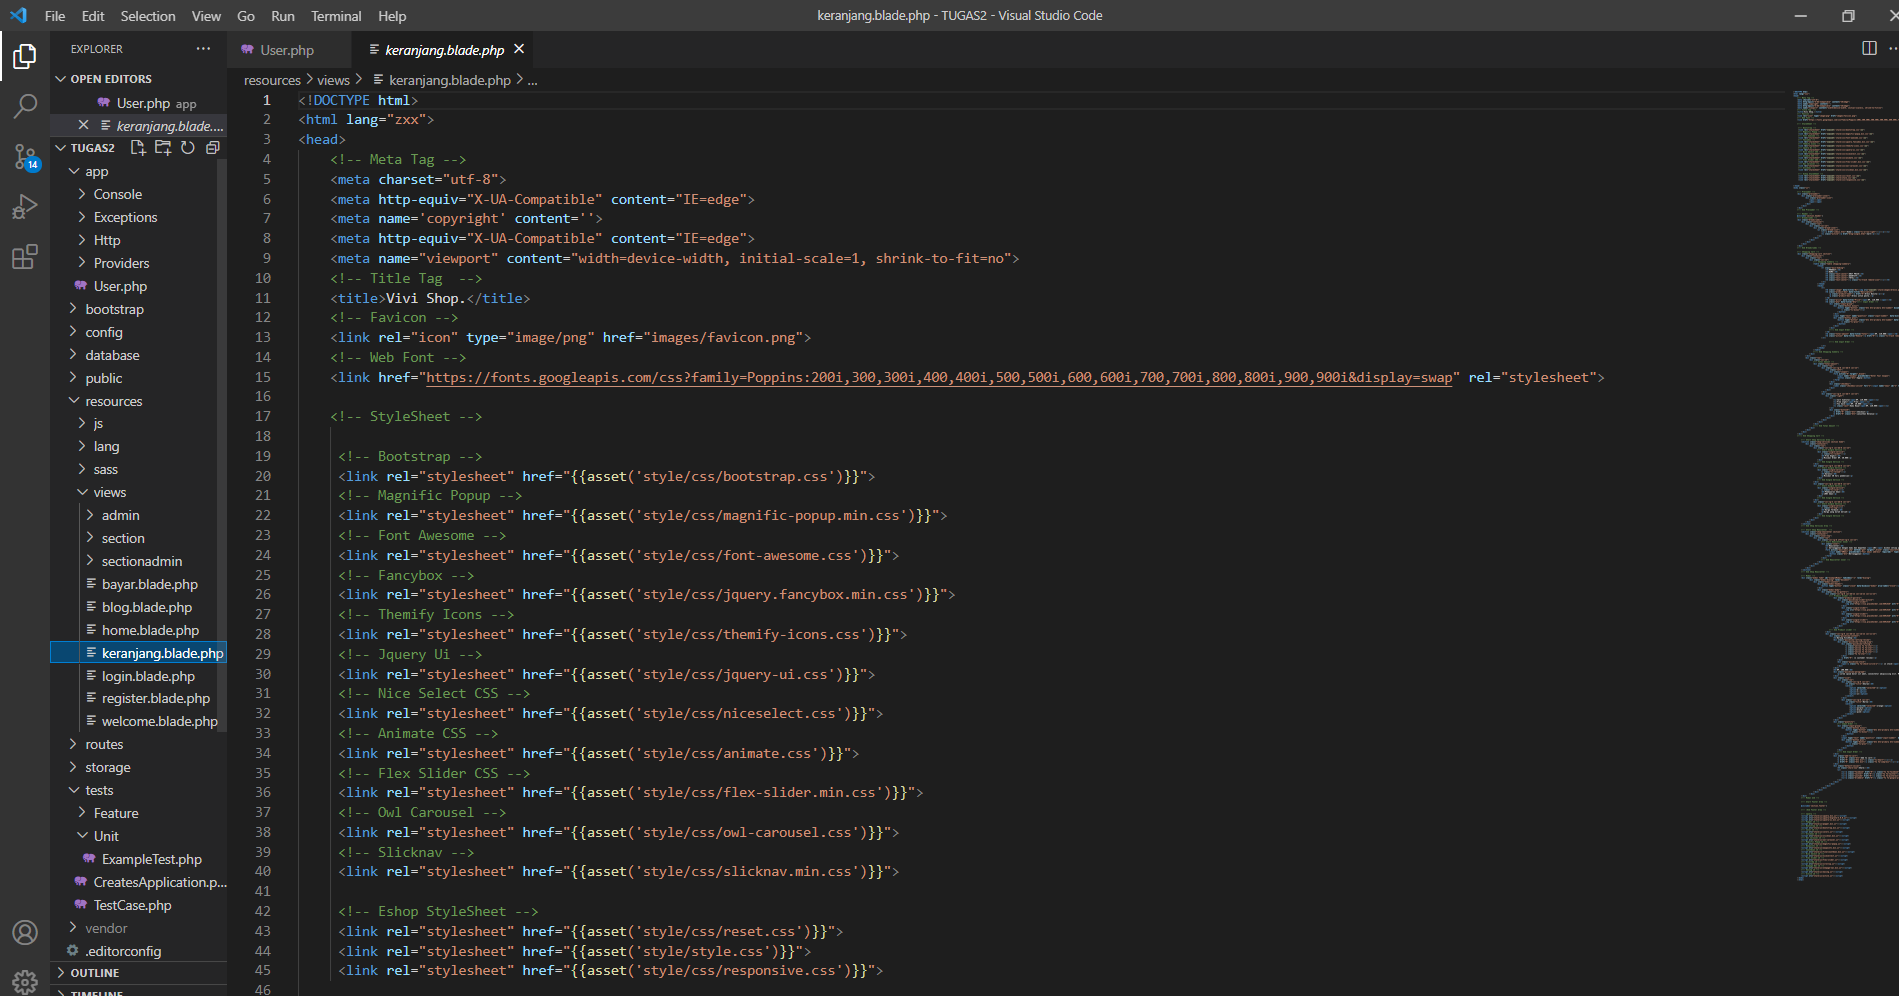 File Edit Selection View Go Run Terminal Help
keranjang.blade.php - TUGAS2 - Visual Studio Code
EXPLORER
OPEN EDITORS
User.php app
keranjang.blade....
TUGAS2
14
app
Console
Exceptions
Http
Providers
User.php
bootstrap
config
database
public
resources
js
lang
sass
views
admin
section
sectionadmin
bayar.blade.php
blog.blade.php
home.blade.php
keranjang.blade.php
login.blade.php
register.blade.php
welcome.blade.php
routes
storage
tests
Feature
Unit
ExampleTest.php
CreatesApplication.p...
TestCase.php
vendor
.editorconfig
OUTLINE
TIMELINE
User.php
keranjang.blade.php
resources > views > keranjang.blade.php > ...
1 <!DOCTYPE html>
2 <html lang="zxx">
3 <head>
4 <!-- Meta Tag -->
5 <meta charset="utf-8">
6 <meta http-equiv="X-UA-Compatible" content="IE=edge">
7 <meta name='copyright' content=''>
8 <meta http-equiv="X-UA-Compatible" content="IE=edge">
9 <meta name="viewport" content="width=device-width, initial-scale=1, shrink-to-fit=no">
10 <!-- Title Tag  -->
11 <title>Vivi Shop.</title>
12 <!-- Favicon -->
13 <link rel="icon" type="image/png" href="images/favicon.png">
14 <!-- Web Font -->
15 <link href="https://fonts.googleapis.com/css?family=Poppins:200i,300,300i,400,400i,500,500i,600,600i,700,700i,800,800i,900,900i&display=swap" rel="stylesheet">
16
17 <!-- StyleSheet -->
18
19 <!-- Bootstrap -->
20 <link rel="stylesheet" href="{{asset('style/css/bootstrap.css')}}">
21 <!-- Magnific Popup -->
22 <link rel="stylesheet" href="{{asset('style/css/magnific-popup.min.css')}}">
23 <!-- Font Awesome -->
24 <link rel="stylesheet" href="{{asset('style/css/font-awesome.css')}}">
25 <!-- Fancybox -->
26 <link rel="stylesheet" href="{{asset('style/css/jquery.fancybox.min.css')}}">
27 <!-- Themify Icons -->
28 <link rel="stylesheet" href="{{asset('style/css/themify-icons.css')}}">
29 <!-- Jquery Ui -->
30 <link rel="stylesheet" href="{{asset('style/css/jquery-ui.css')}}">
31 <!-- Nice Select CSS -->
32 <link rel="stylesheet" href="{{asset('style/css/niceselect.css')}}">
33 <!-- Animate CSS -->
34 <link rel="stylesheet" href="{{asset('style/css/animate.css')}}">
35 <!-- Flex Slider CSS -->
36 <link rel="stylesheet" href="{{asset('style/css/flex-slider.min.css')}}">
37 <!-- Owl Carousel -->
38 <link rel="stylesheet" href="{{asset('style/css/owl-carousel.css')}}">
39 <!-- Slicknav -->
40 <link rel="stylesheet" href="{{asset('style/css/slicknav.min.css')}}">
41
42 <!-- Eshop StyleSheet -->
43 <link rel="stylesheet" href="{{asset('style/css/reset.css')}}">
44 <link rel="stylesheet" href="{{asset('style/style.css')}}">
45 <link rel="stylesheet" href="{{asset('style/css/responsive.css')}}">
46